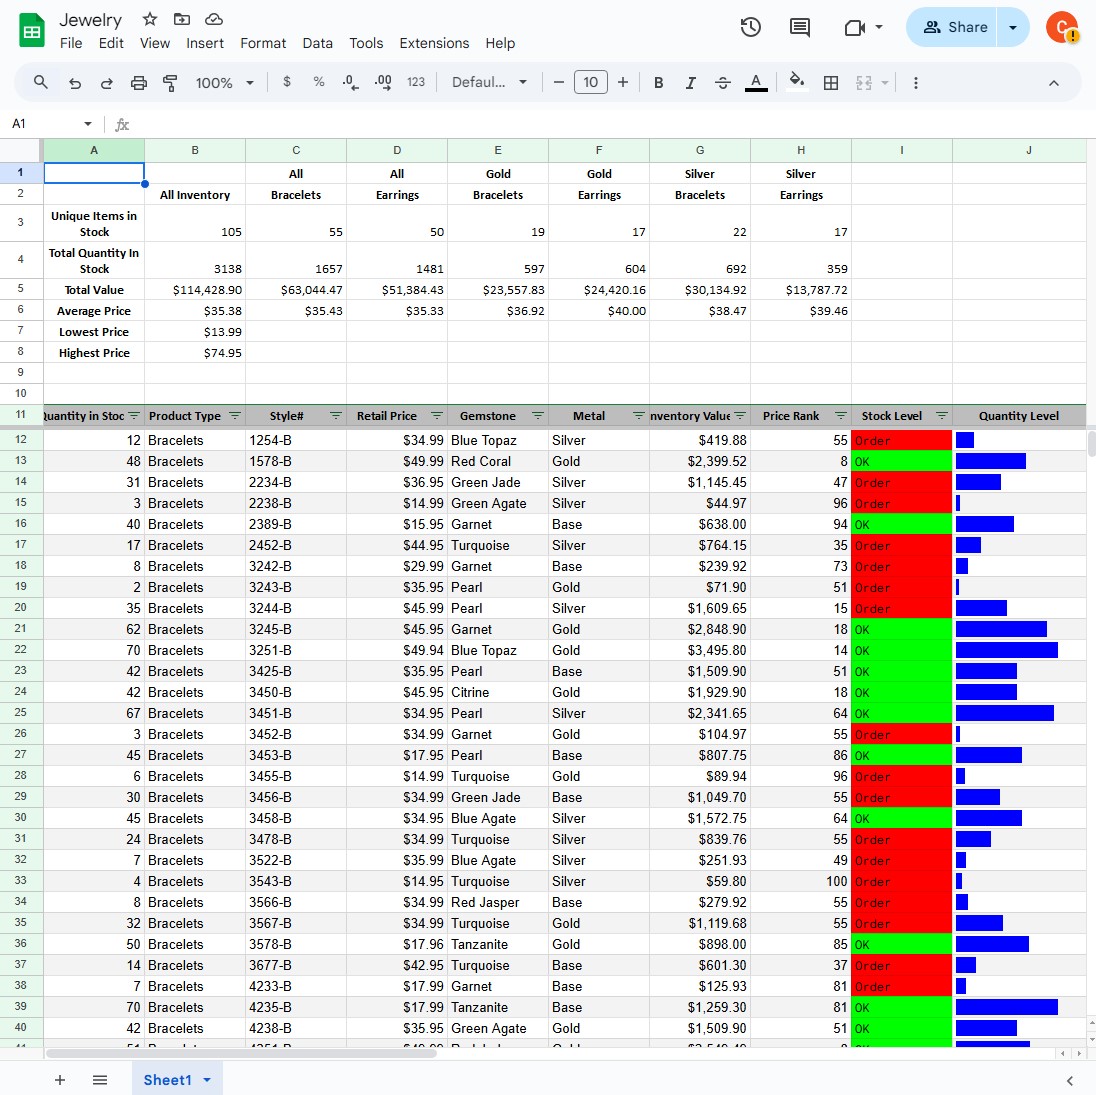 Jewelry
File Edit View Insert Format Data Tools Extensions Help
Share
C
100% $ % .0 .00 123 Defaul... − 10 + B I S A
A1 fx
A B C D E F G H I J
1 All All Gold Gold Silver Silver
2 All Inventory Bracelets Earrings Bracelets Earrings Bracelets Earrings
3 Unique Items in Stock 105 55 50 19 17 22 17
4 Total Quantity In Stock 3138 1657 1481 597 604 692 359
5 Total Value $114,428.90 $63,044.47 $51,384.43 $23,557.83 $24,420.16 $30,134.92 $13,787.72
6 Average Price $35.38 $35.43 $35.33 $36.92 $40.00 $38.47 $39.46
7 Lowest Price $13.99
8 Highest Price $74.95
9
10
11 Quantity in Stoc Product Type Style# Retail Price Gemstone Metal nventory Value Price Rank Stock Level Quantity Level
12 12 Bracelets 1254-B $34.99 Blue Topaz Silver $419.88 55 Order
13 48 Bracelets 1578-B $49.99 Red Coral Gold $2,399.52 8 OK
14 31 Bracelets 2234-B $36.95 Green Jade Silver $1,145.45 47 Order
15 3 Bracelets 2238-B $14.99 Green Agate Silver $44.97 96 Order
16 40 Bracelets 2389-B $15.95 Garnet Base $638.00 94 OK
17 17 Bracelets 2452-B $44.95 Turquoise Silver $764.15 35 Order
18 8 Bracelets 3242-B $29.99 Garnet Base $239.92 73 Order
19 2 Bracelets 3243-B $35.95 Pearl Gold $71.90 51 Order
20 35 Bracelets 3244-B $45.99 Pearl Silver $1,609.65 15 Order
21 62 Bracelets 3245-B $45.95 Garnet Gold $2,848.90 18 OK
22 70 Bracelets 3251-B $49.94 Blue Topaz Gold $3,495.80 14 OK
23 42 Bracelets 3425-B $35.95 Pearl Base $1,509.90 51 OK
24 42 Bracelets 3450-B $45.95 Citrine Gold $1,929.90 18 OK
25 67 Bracelets 3451-B $34.95 Pearl Silver $2,341.65 64 OK
26 3 Bracelets 3452-B $34.99 Garnet Gold $104.97 55 Order
27 45 Bracelets 3453-B $17.95 Pearl Base $807.75 86 OK
28 6 Bracelets 3455-B $14.99 Turquoise Gold $89.94 96 Order
29 30 Bracelets 3456-B $34.99 Green Jade Base $1,049.70 55 Order
30 45 Bracelets 3458-B $34.95 Blue Agate Silver $1,572.75 64 OK
31 24 Bracelets 3478-B $34.99 Turquoise Silver $839.76 55 Order
32 7 Bracelets 3522-B $35.99 Blue Agate Silver $251.93 49 Order
33 4 Bracelets 3543-B $14.95 Turquoise Silver $59.80 100 Order
34 8 Bracelets 3566-B $34.99 Red Jasper Base $279.92 55 Order
35 32 Bracelets 3567-B $34.99 Turquoise Gold $1,119.68 55 Order
36 50 Bracelets 3578-B $17.96 Tanzanite Gold $898.00 85 OK
37 14 Bracelets 3677-B $42.95 Turquoise Base $601.30 37 Order
38 7 Bracelets 4233-B $17.99 Garnet Base $125.93 81 Order
39 70 Bracelets 4235-B $17.99 Tanzanite Base $1,259.30 81 OK
40 42 Bracelets 4238-B $35.95 Green Agate Gold $1,509.90 51 OK
Sheet1